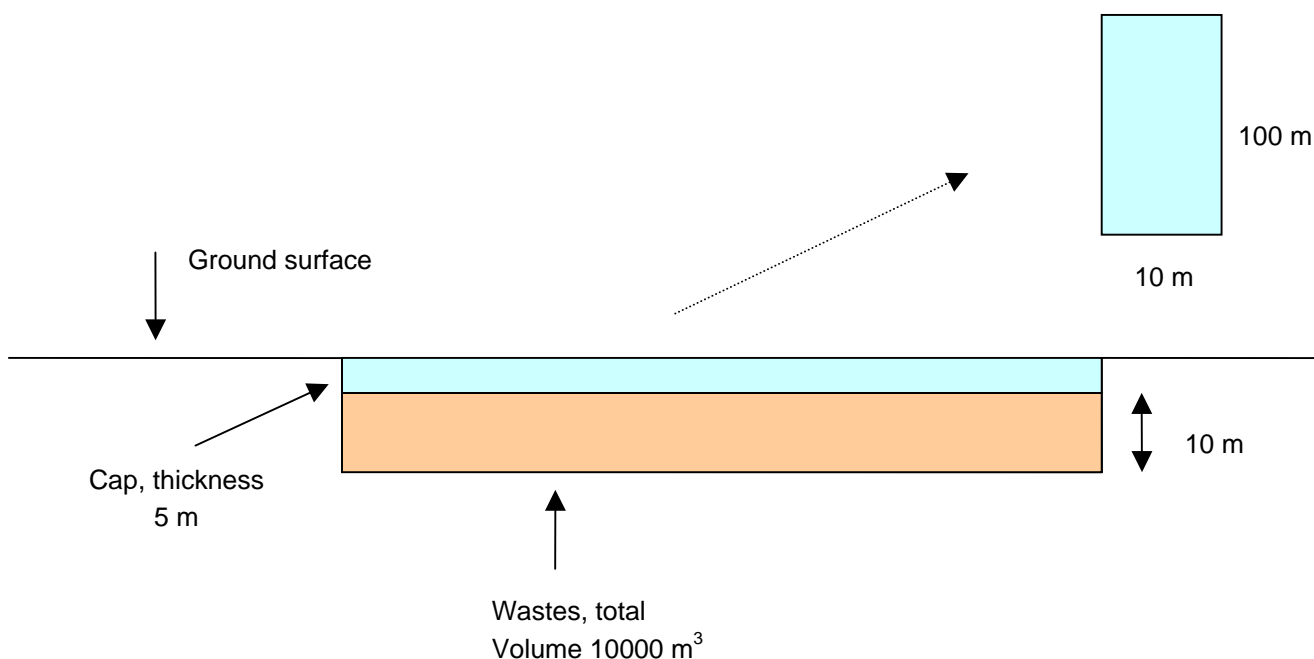 100 m
10 m
Ground surface
10 m
Cap, thickness
5 m
Wastes, total
Volume 10000 m³